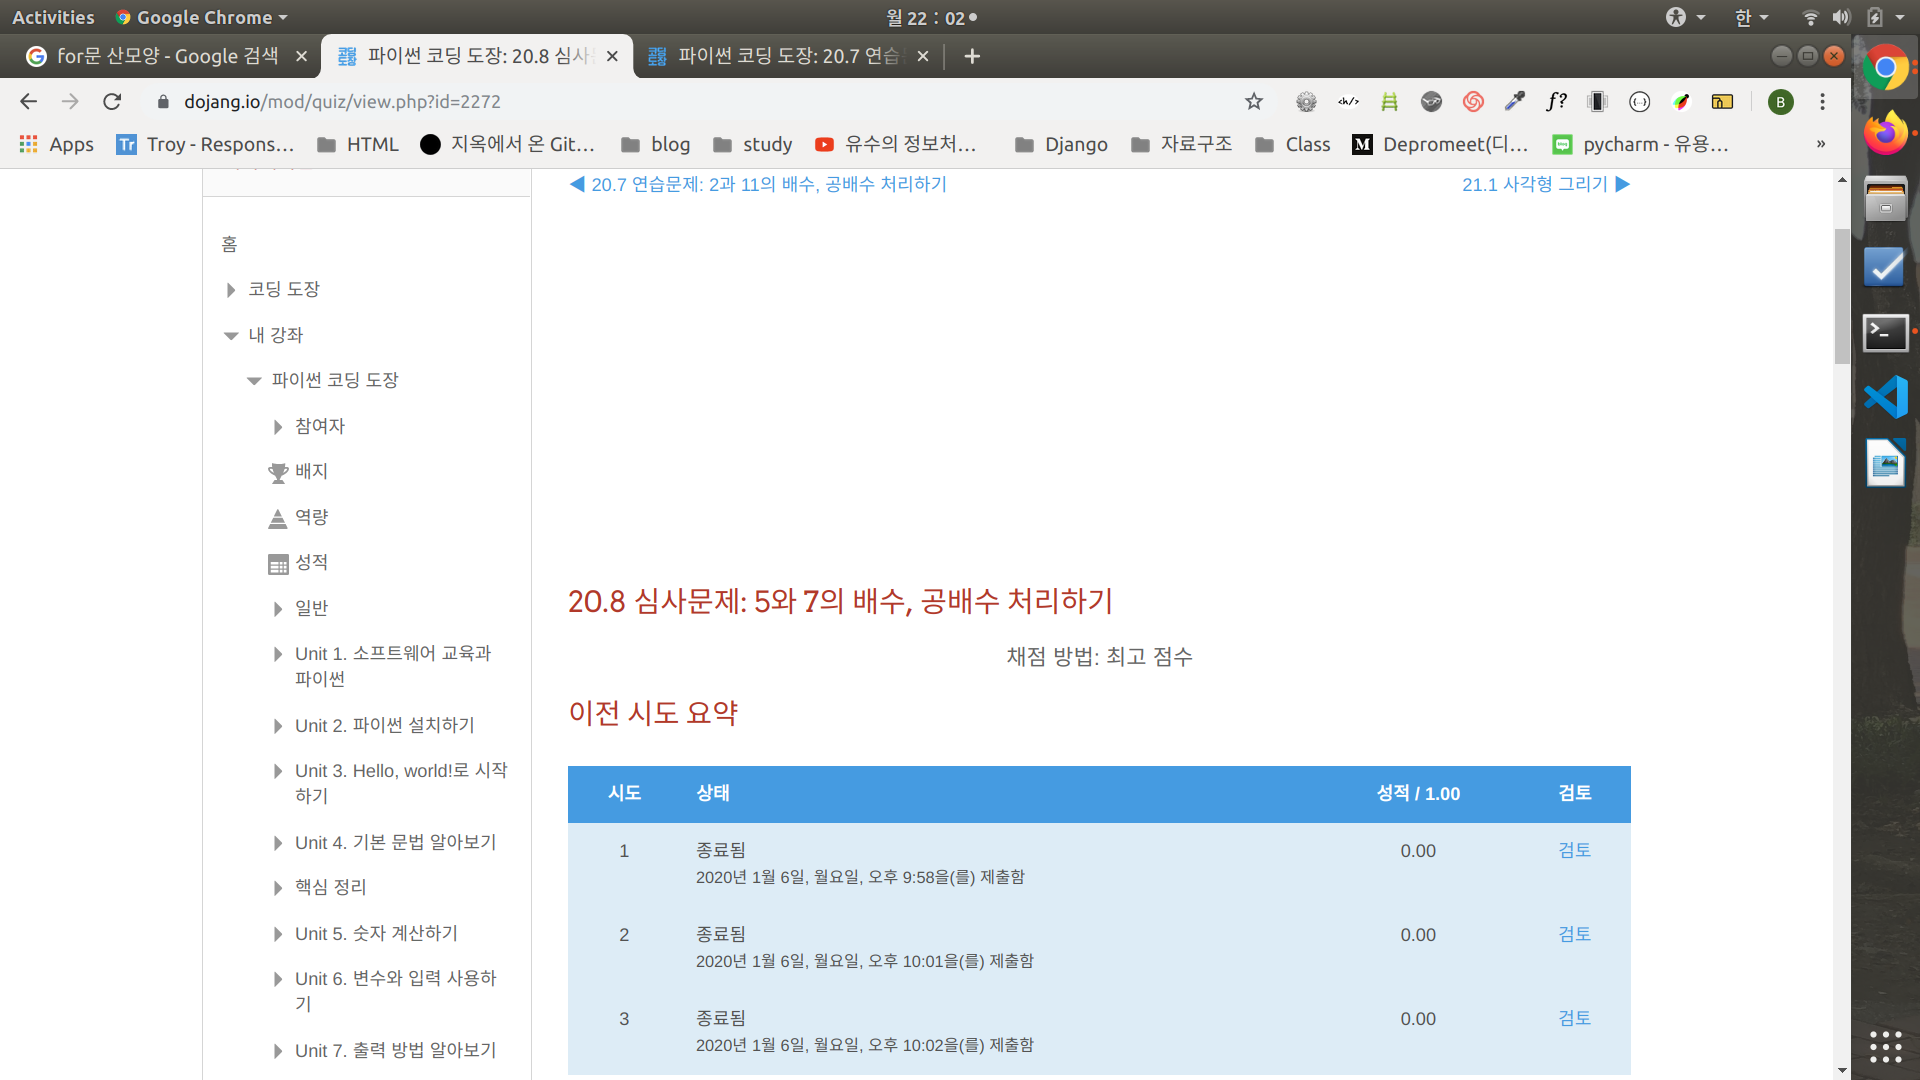 Activities
Google Chrome
월 22 : 02
한
for문 산모양 - Google 검색
파이썬 코딩 도장: 20.8 심사
파이썬 코딩 도장: 20.7 연습
dojang.io/mod/quiz/view.php?id=2272
<h/>
f?
{...}
B
Apps
Tr Troy - Respons...
HTML
지옥에서 온 Git...
blog
study
유수의 정보처...
Django
자료구조
Class
M Depromeet(디...
pycharm - 유용...
»
◀ 20.7 연습문제: 2과 11의 배수, 공배수 처리하기
21.1 사각형 그리기 ▶
홈
코딩 도장
내 강좌
파이썬 코딩 도장
참여자
배지
역량
성적
일반
Unit 1. 소프트웨어 교육과
파이썬
Unit 2. 파이썬 설치하기
Unit 3. Hello, world!로 시작
하기
Unit 4. 기본 문법 알아보기
핵심 정리
Unit 5. 숫자 계산하기
Unit 6. 변수와 입력 사용하
기
Unit 7. 출력 방법 알아보기
20.8 심사문제: 5와 7의 배수, 공배수 처리하기
채점 방법: 최고 점수
이전 시도 요약
시도 상태 성적 / 1.00 검토
1 종료됨 0.00 검토
2020년 1월 6일, 월요일, 오후 9:58을(를) 제출함
2 종료됨 0.00 검토
2020년 1월 6일, 월요일, 오후 10:01을(를) 제출함
3 종료됨 0.00 검토
2020년 1월 6일, 월요일, 오후 10:02을(를) 제출함